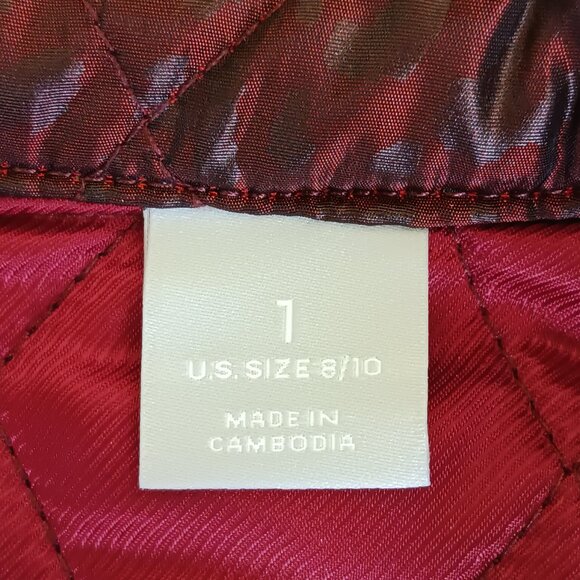 1
U.S. SIZE 8/10
MADE IN
CAMBODIA